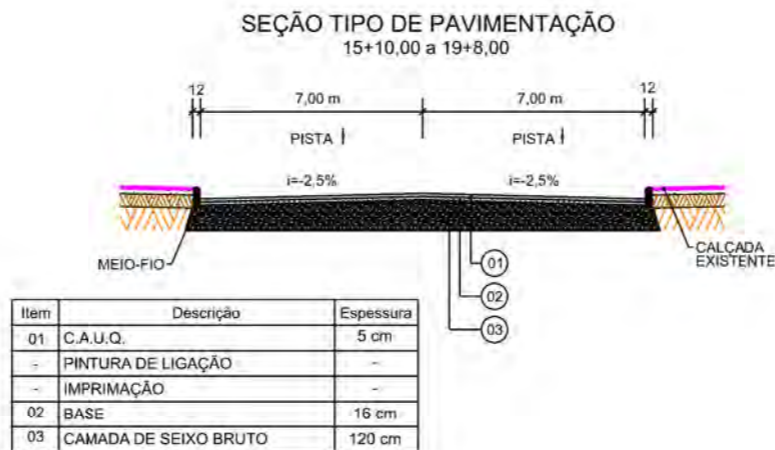 SEÇÃO TIPO DE PAVIMENTAÇÃO
15+10,00 a 19+8,00
12 7,00 m 7,00 m 12
PISTA PISTA
i=-2,5% i=-2,5%
MEIO-FIO
CALÇADA
EXISTENTE
01
02
03
Item Descrição Espessura
01 C.A.U.Q. 5 cm
- PINTURA DE LIGAÇÃO -
- IMPRIMAÇÃO -
02 BASE 16 cm
03 CAMADA DE SEIXO BRUTO 120 cm